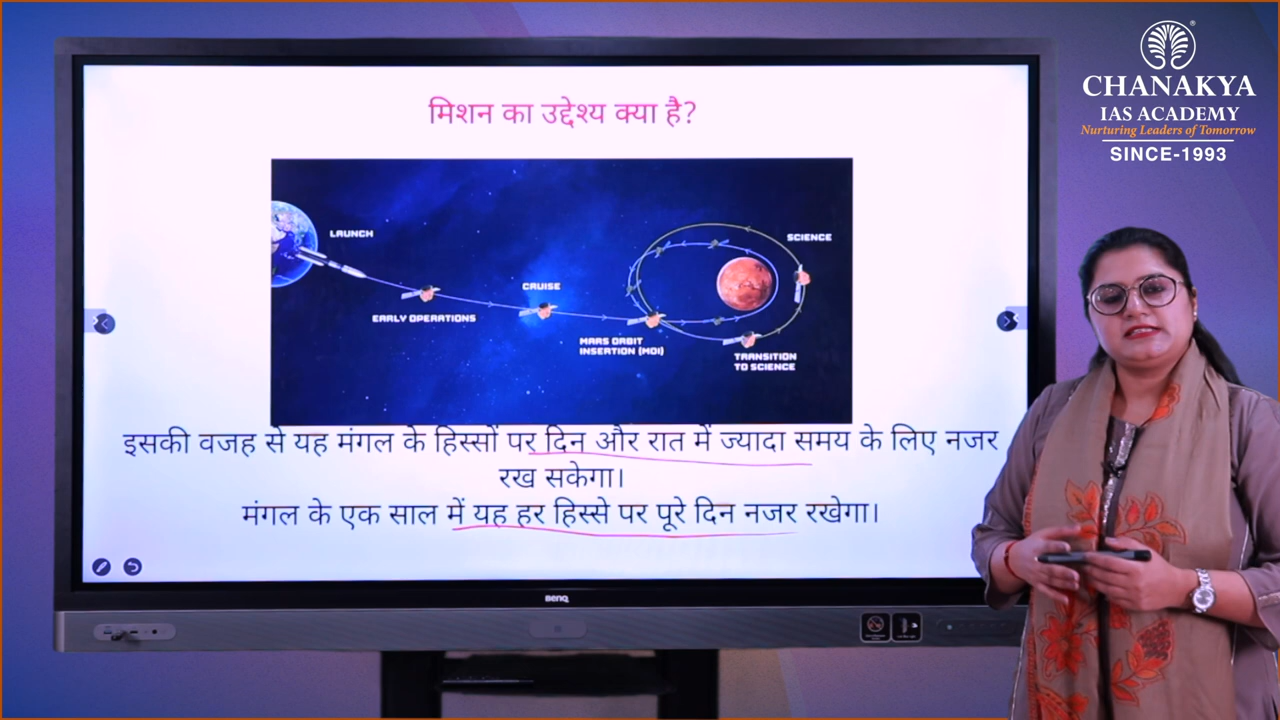 मिशन का उद्देश्य क्या है?
LAUNCH
EARLY OPERATIONS
CRUISE
MARS ORBIT
INSERTION (MOI)
SCIENCE
TRANSITION
TO SCIENCE
इसकी वजह से यह मंगल के हिस्सों पर दिन और रात में ज्यादा समय के लिए नजर
रख सकेगा।
मंगल के एक साल में यह हर हिस्से पर पूरे दिन नजर रखेगा।
BenQ
CHANAKYA
IAS ACADEMY
Nurturing Leaders of Tomorrow
SINCE-1993